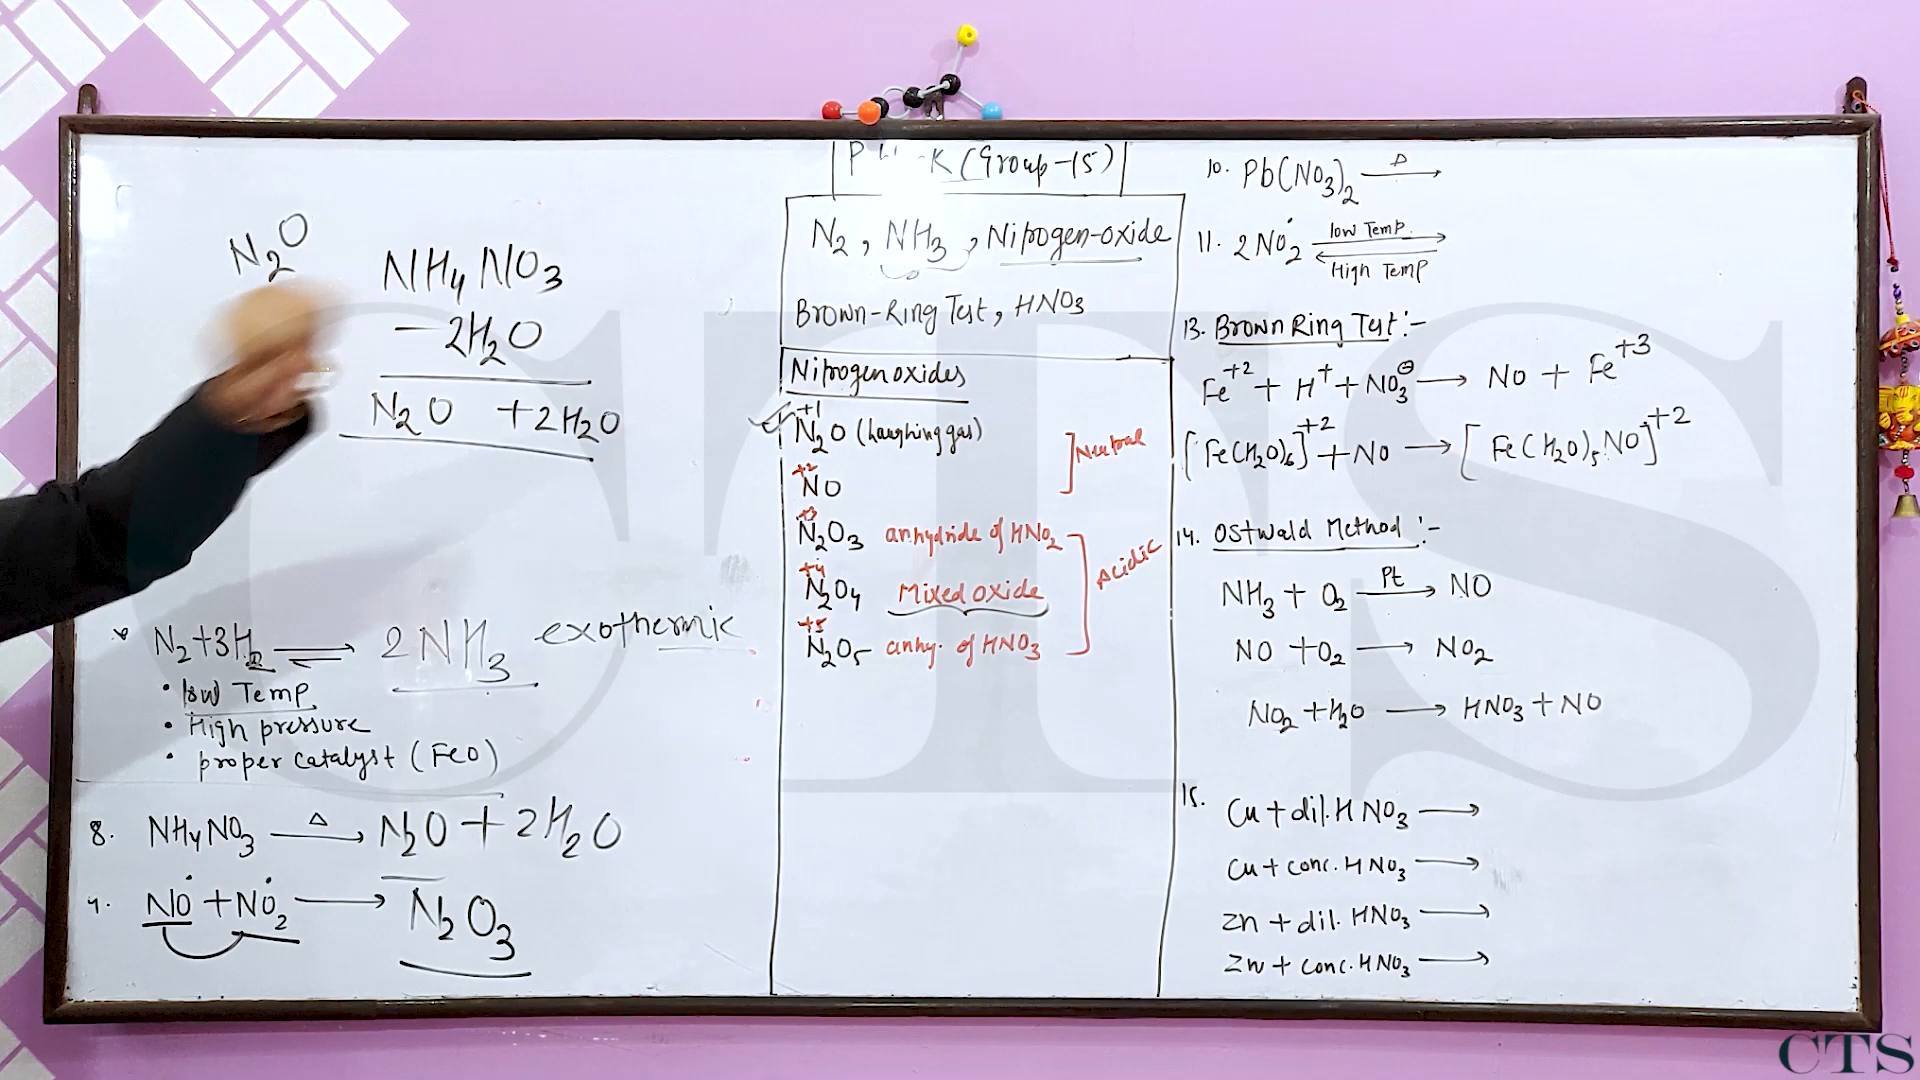 N₂O
NH₄NO₃
−2H₂O
N₂O + 2H₂O
N₂+3H₂ ⇌ 2NH₃ exothermic
• low Temp.
• High pressure
• proper catalyst (FeO)
8. NH₄NO₃ —Δ→ N₂O + 2H₂O
9. NO• + NO₂• → N₂O₃
K (Group-15)
N₂, NH₃, Nitrogen-oxide
Brown-Ring Test, HNO₃
Nitrogen oxides
+1
N₂O (Laughing gas)
Neutral
+2
NO
+3
N₂O₃ anhydride of HNO₂
Acidic
+4
N₂O₄ Mixed oxide
+5
N₂O₅ anhy. of HNO₃
10. Pb(NO₃)₂ —Δ→
11. 2NO₂• low Temp. ⇌ High Temp
13. Brown Ring Test:-
Fe⁺² + H⁺ + NO₃⊖ → NO + Fe⁺³
[Fe(H₂O)₆]⁺² + NO → [Fe(H₂O)₅.NO]⁺²
14. Ostwald Method:-
NH₃ + O₂ —Pt→ NO
NO + O₂ → NO₂
NO₂ + H₂O → HNO₃ + NO
15. Cu + dil. HNO₃ →
Cu + conc. HNO₃ →
Zn + dil. HNO₃ →
Zn + conc. HNO₃ →
CTS
CTS